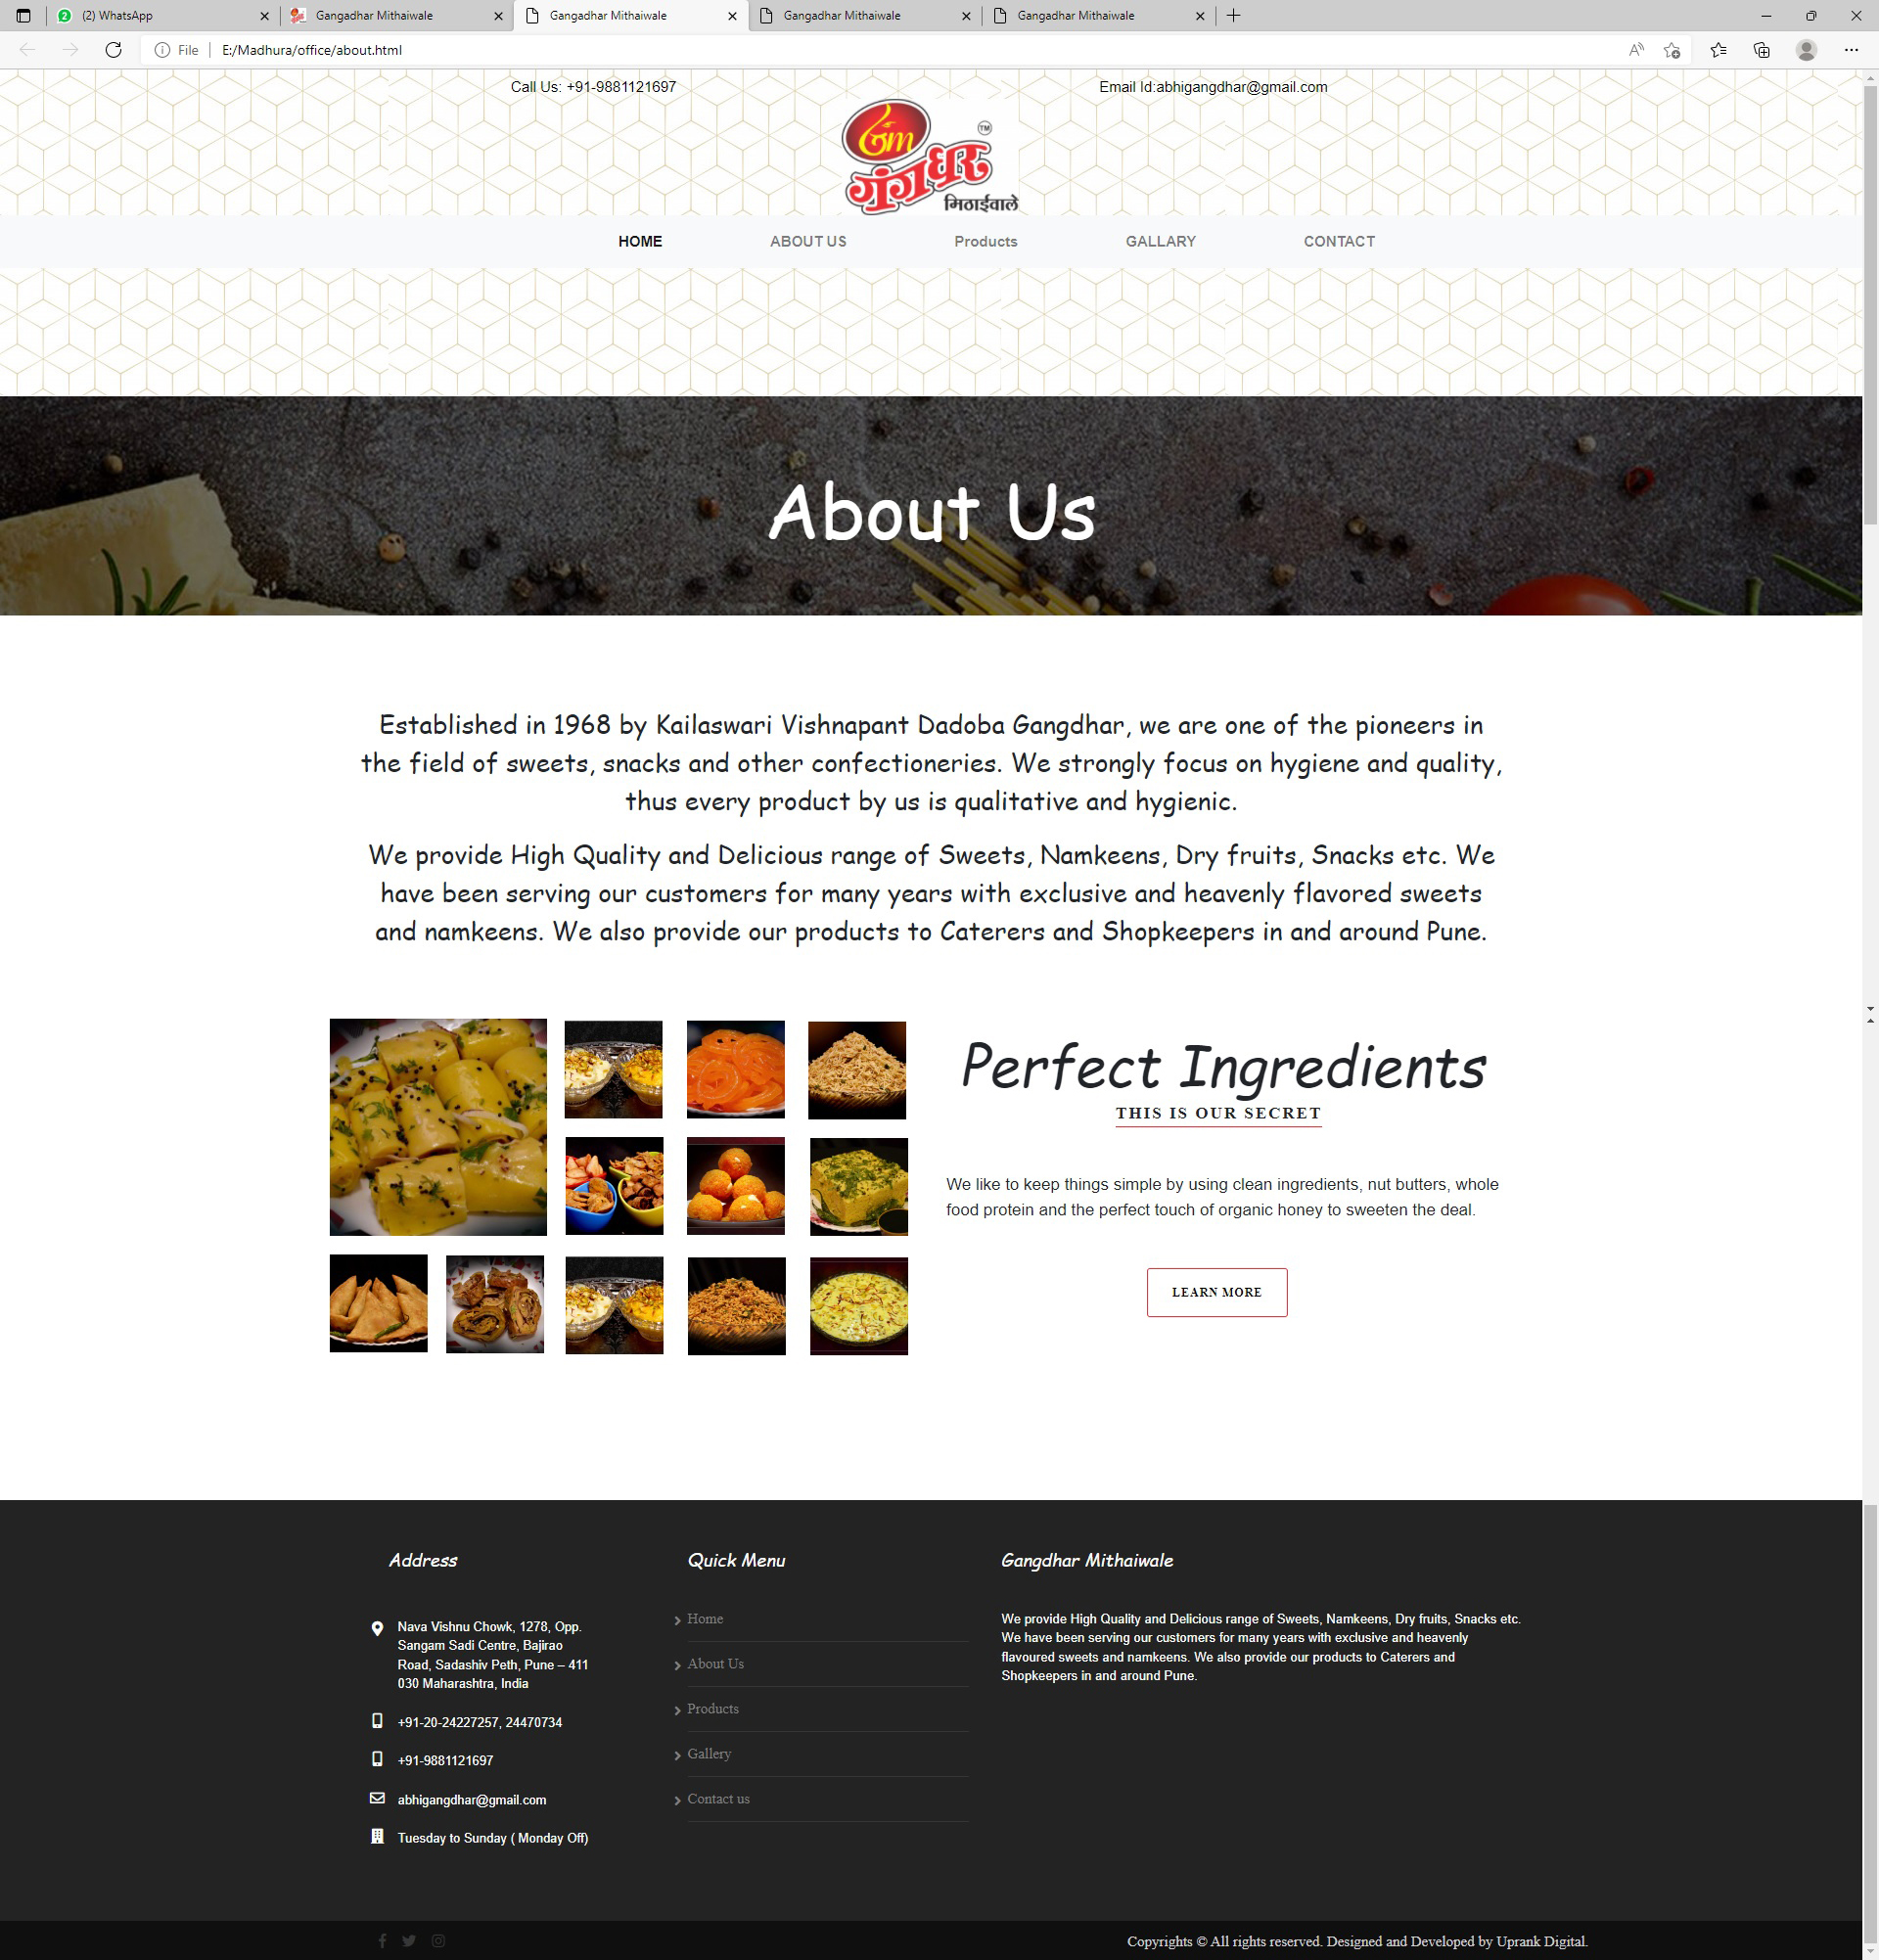 (2) WhatsApp
Gangadhar Mithaiwale
Gangadhar Mithaiwale
Gangadhar Mithaiwale
Gangadhar Mithaiwale
File
E:/Madhura/office/about.html
Call Us: +91-9881121697
Email Id:abhigangdhar@gmail.com
Gm
TM
गंगधर
मिठाईवाले
HOME
ABOUT US
Products
GALLARY
CONTACT
About Us
Established in 1968 by Kailaswari Vishnapant Dadoba Gangdhar, we are one of the pioneers in
the field of sweets, snacks and other confectioneries. We strongly focus on hygiene and quality,
thus every product by us is qualitative and hygienic.
We provide High Quality and Delicious range of Sweets, Namkeens, Dry fruits, Snacks etc. We
have been serving our customers for many years with exclusive and heavenly flavored sweets
and namkeens. We also provide our products to Caterers and Shopkeepers in and around Pune.
Perfect Ingredients
THIS IS OUR SECRET
We like to keep things simple by using clean ingredients, nut butters, whole
food protein and the perfect touch of organic honey to sweeten the deal.
LEARN MORE
Address
Nava Vishnu Chowk, 1278, Opp.
Sangam Sadi Centre, Bajirao
Road, Sadashiv Peth, Pune – 411
030 Maharashtra, India
+91-20-24227257, 24470734
+91-9881121697
abhigangdhar@gmail.com
Tuesday to Sunday ( Monday Off)
Quick Menu
Home
About Us
Products
Gallery
Contact us
Gangdhar Mithaiwale
We provide High Quality and Delicious range of Sweets, Namkeens, Dry fruits, Snacks etc.
We have been serving our customers for many years with exclusive and heavenly
flavoured sweets and namkeens. We also provide our products to Caterers and
Shopkeepers in and around Pune.
Copyrights © All rights reserved. Designed and Developed by Uprank Digital.